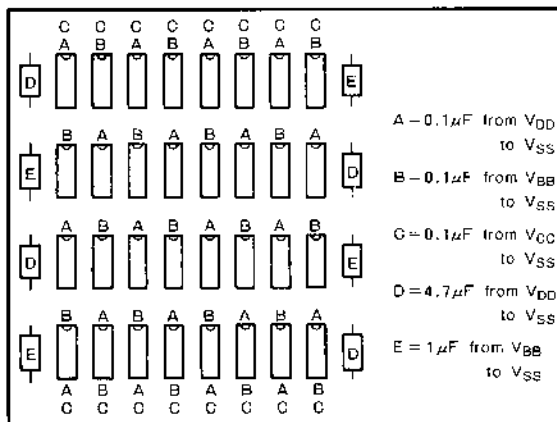 C C C C C C C C
A B A B A B A B
D E
B A B A B A B A
E D
A B A B A B A B
D E
B A B A B A B A
E D
A B A B A B A B
C C C C C C C C
A = 0.1μF from VDD
to VSS
B = 0.1μF from VBB
to VSS
C = 0.1μF from VCC
to VSS
D = 4.7μF from VDD
to VSS
E = 1μF from VBB
to VSS